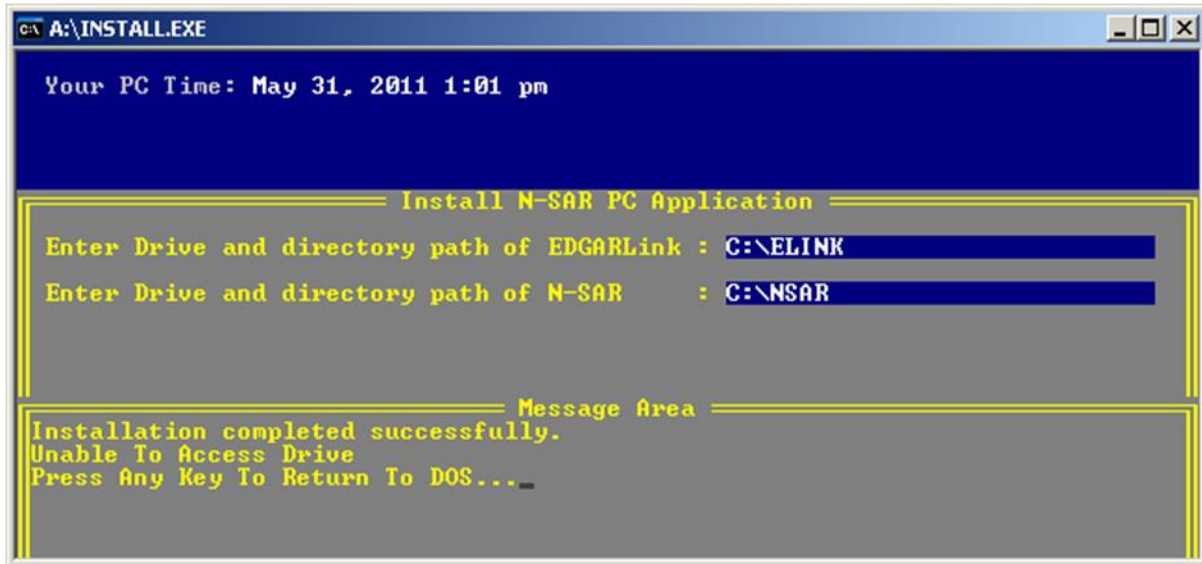 A:\INSTALL.EXE
Your PC Time: May 31, 2011 1:01 pm
Install N-SAR PC Application
Enter Drive and directory path of EDGARLink : C:\ELINK
Enter Drive and directory path of N-SAR : C:\NSAR
Message Area
Installation completed successfully.
Unable To Access Drive
Press Any Key To Return To DOS..._